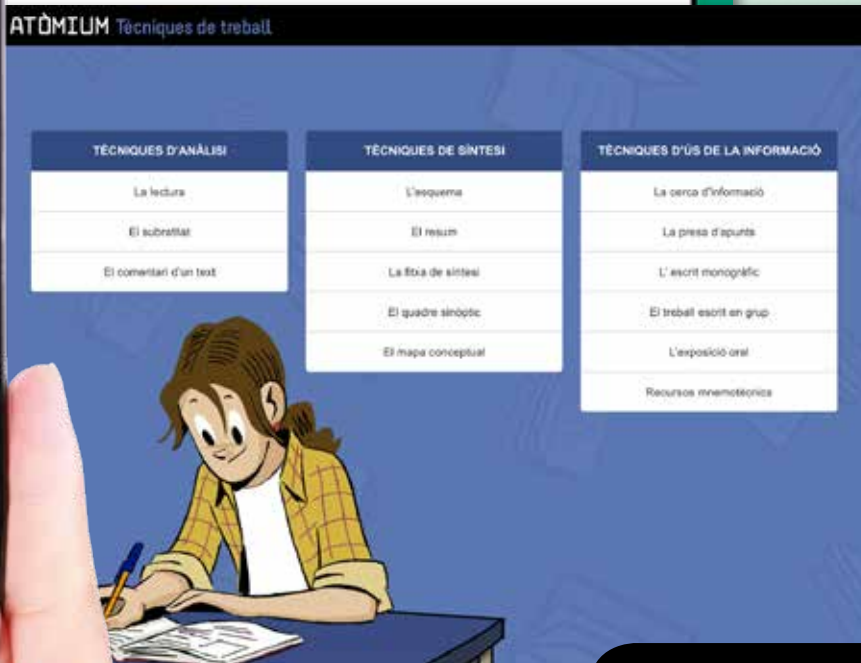 ATÒMIUM Tècniques de treball
TÈCNIQUES D'ANÀLISI
La lectura
El subratllat
El comentari d'un text
TÈCNIQUES DE SÍNTESI
L'esquema
El resum
La fitxa de síntesi
El quadre sinòptic
El mapa conceptual
TÈCNIQUES D'ÚS DE LA INFORMACIÓ
La cerca d'informació
La presa d'apunts
L' escrit monogràfic
El treball escrit en grup
L'exposició oral
Recursos mnemotècnics